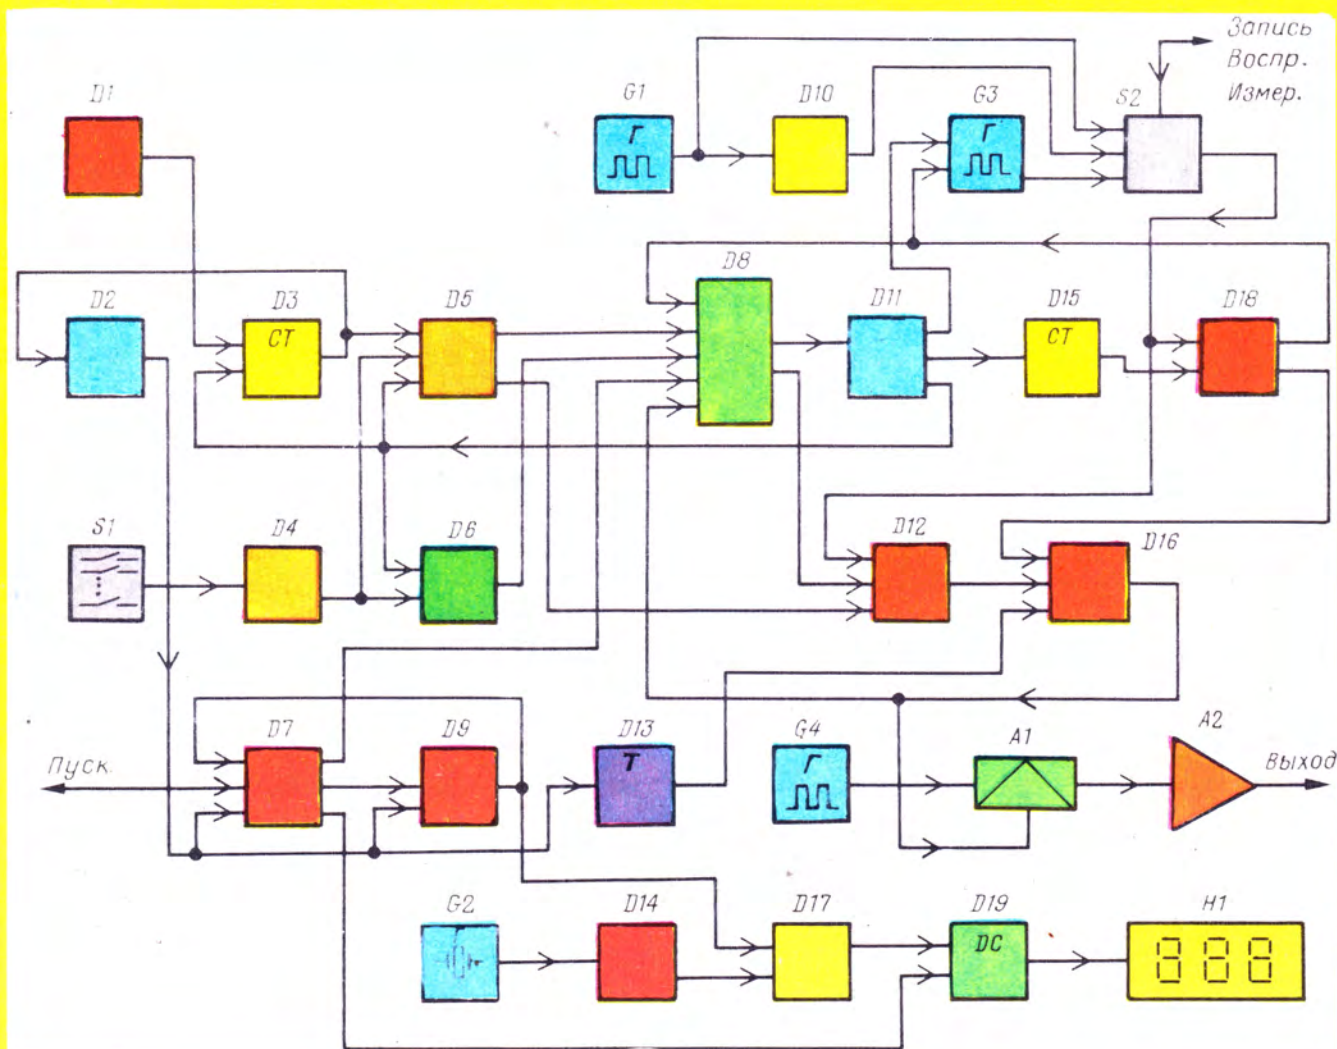 Запись
Воспр.
Измер.
D1
G1
D10
G3
S2
Г
Г
D8
D2
D3
D5
D11
D15
D18
CT
CT
S1
D4
D6
D12
D16
D7
D9
D13
G4
A1
A2
Пуск
T
Г
Выход
G2
D14
D17
D19
H1
Г
DC
888